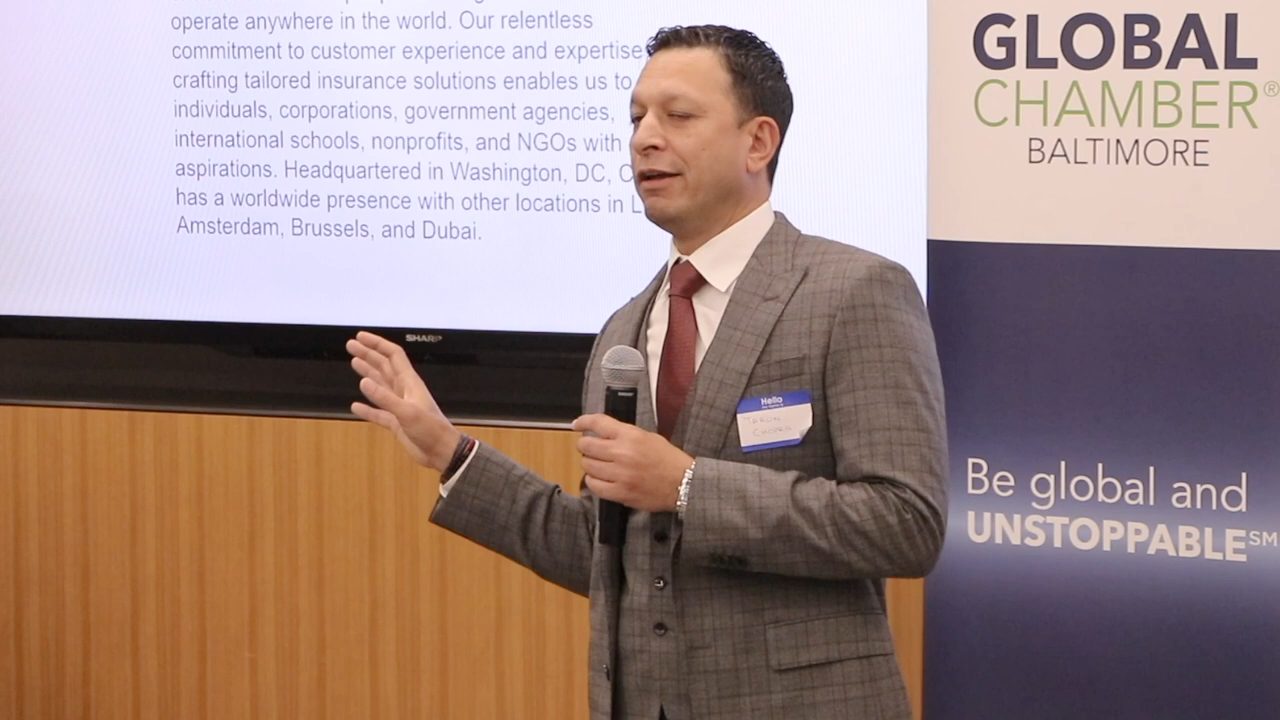 operate anywhere in the world. Our relentless
commitment to customer experience and expertise
crafting tailored insurance solutions enables us to
individuals, corporations, government agencies,
international schools, nonprofits, and NGOs with
aspirations. Headquartered in Washington, DC, C
has a worldwide presence with other locations in L
Amsterdam, Brussels, and Dubai.
SHARP
Hello
TARUN
CHOPRA
GLOBAL
CHAMBER®
BALTIMORE
Be global and
UNSTOPPABLE℠